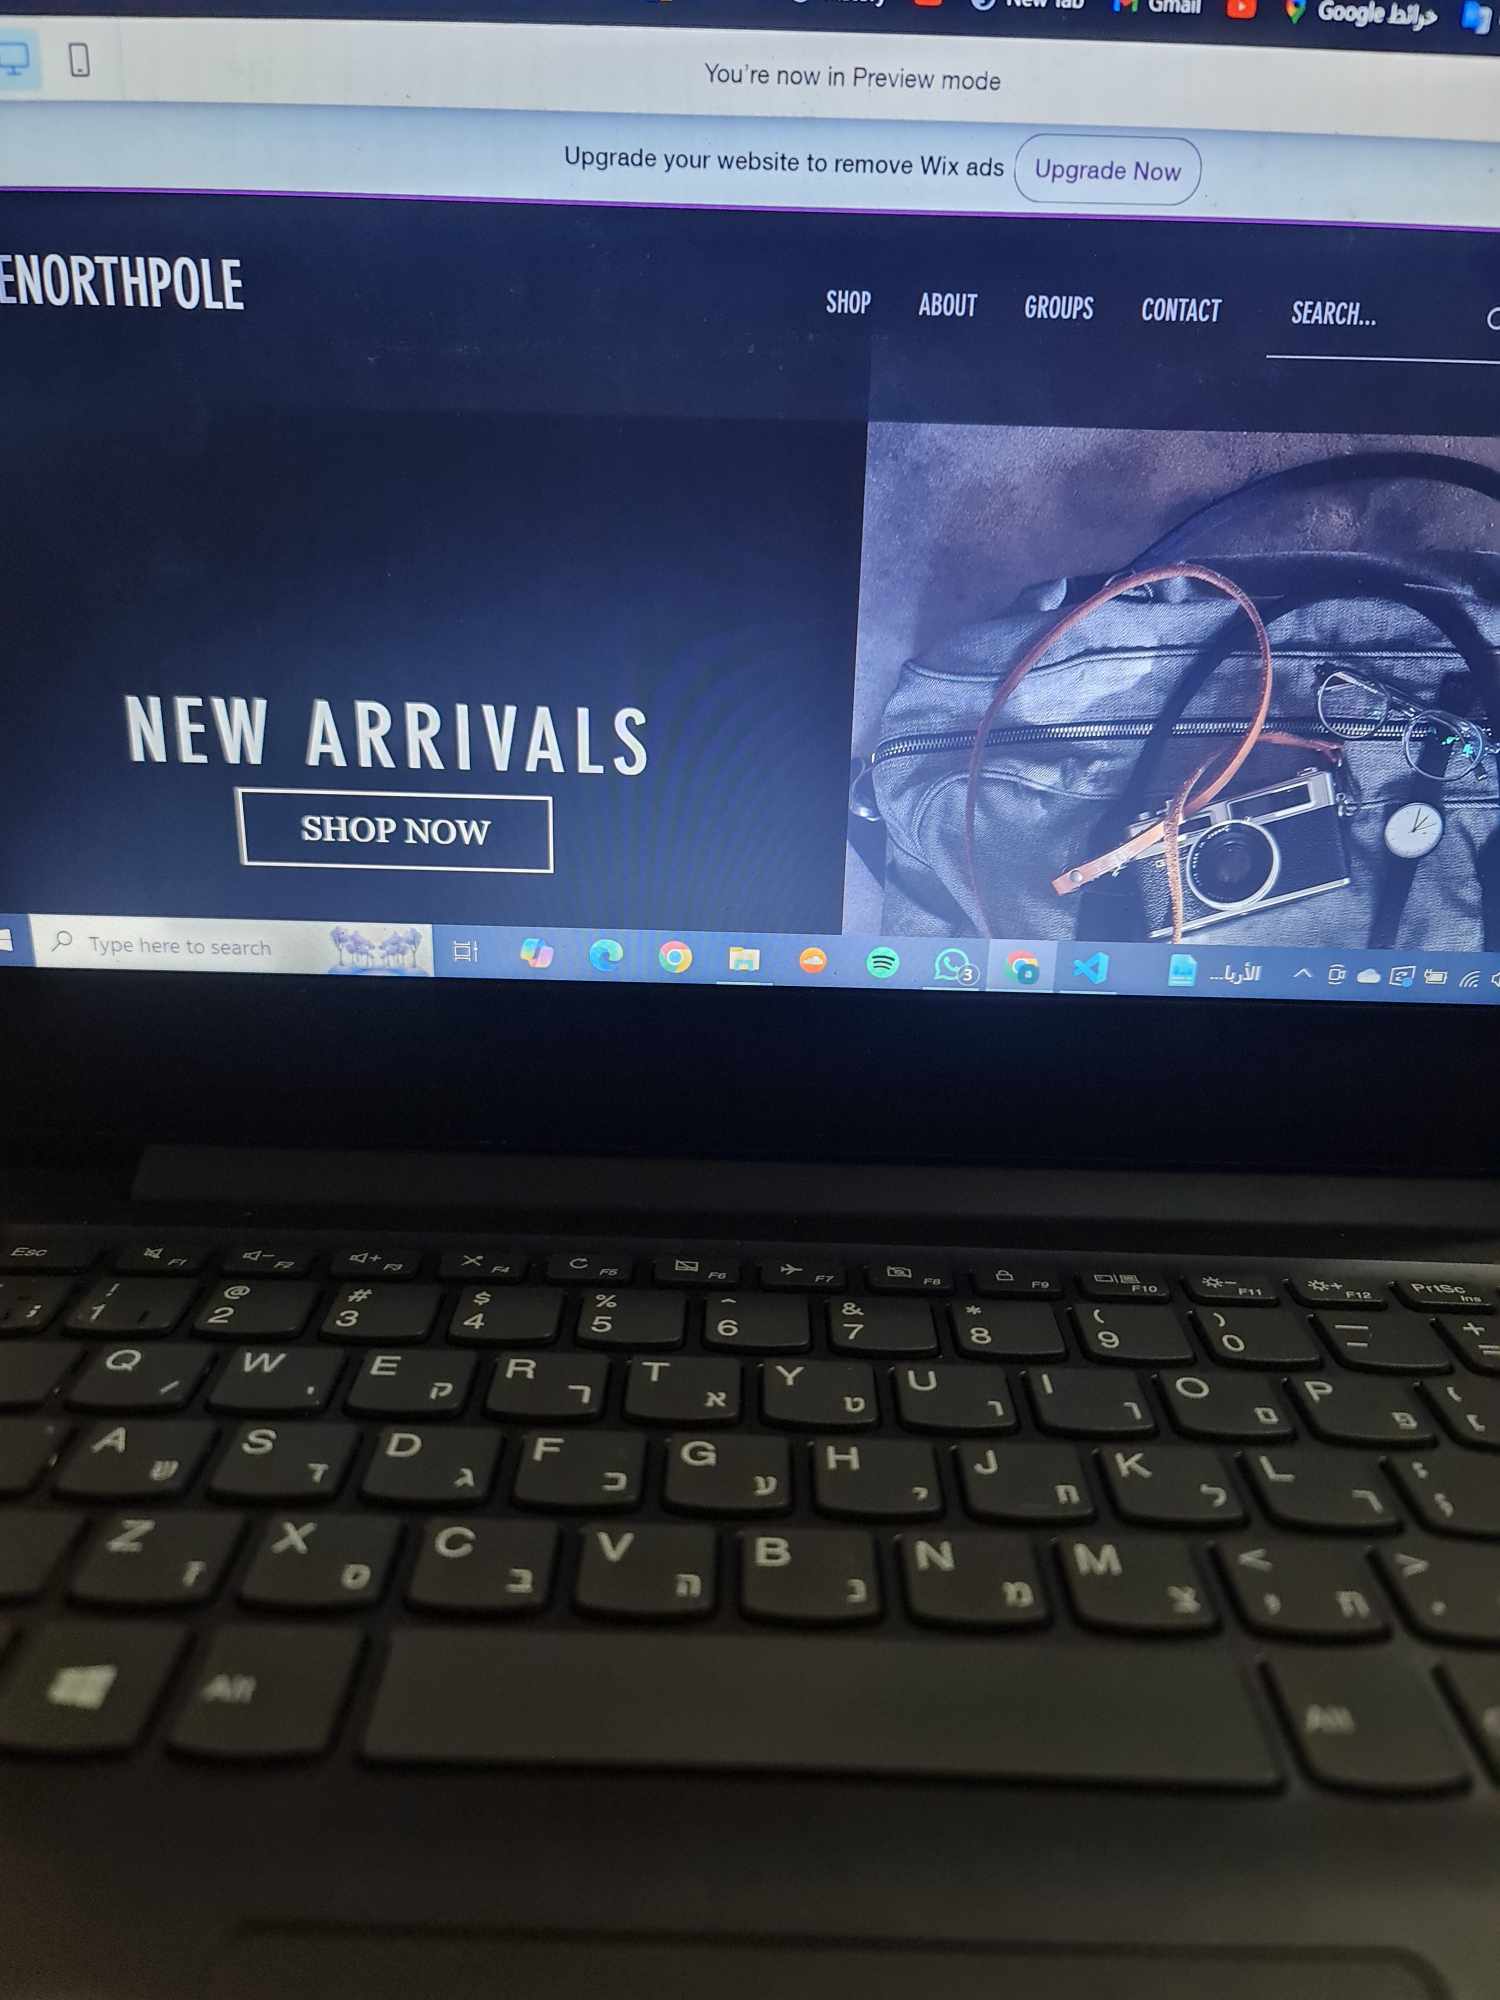 New Tab Gmail Google خرائط
You're now in Preview mode
Upgrade your website to remove Wix ads Upgrade Now
ENORTHPOLE
SHOP ABOUT GROUPS CONTACT SEARCH...
NEW ARRIVALS
SHOP NOW
Type here to search 3 الأربا...
Esc F1 F2 F3 F4 F5 F6 F7 F8 F9 F10 F11 F12 PrtSc Ins
! 1 @ 2 # 3 $ 4 % 5 ^ 6 & 7 * 8 ( 9 ) 0 + =
Q / W ' E ק R ר T א Y ט U ו I ן O ם P פ
A ש S ד D ג F כ G ע H י J ח K ל L ך
Z ז X ס C ב V ה B נ N מ M צ < , ת > .
Alt Alt